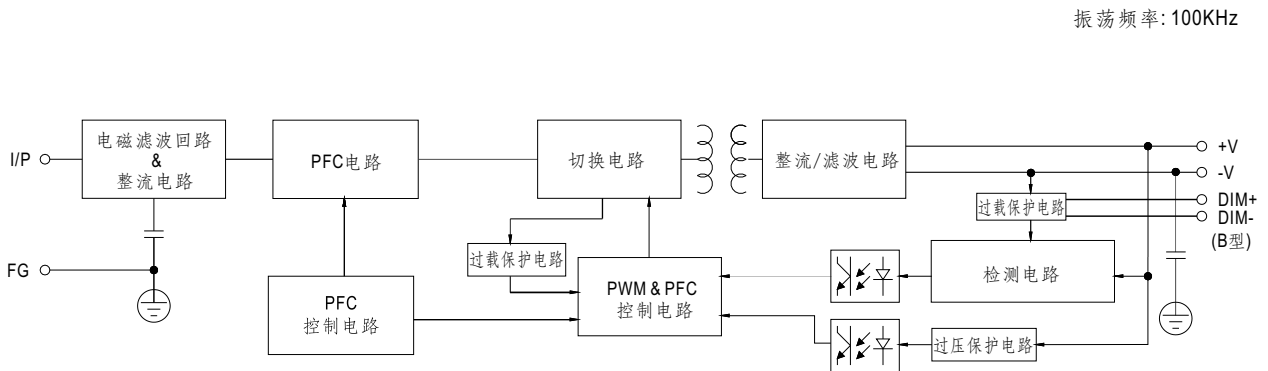 振荡频率: 100KHz
I/P
电磁滤波回路
&
整流电路
PFC电路
切换电路
整流/滤波电路
+V
-V
过载保护电路
DIM+
DIM-
(B型)
FG
过载保护电路
PFC
控制电路
PWM & PFC
控制电路
检测电路
过压保护电路